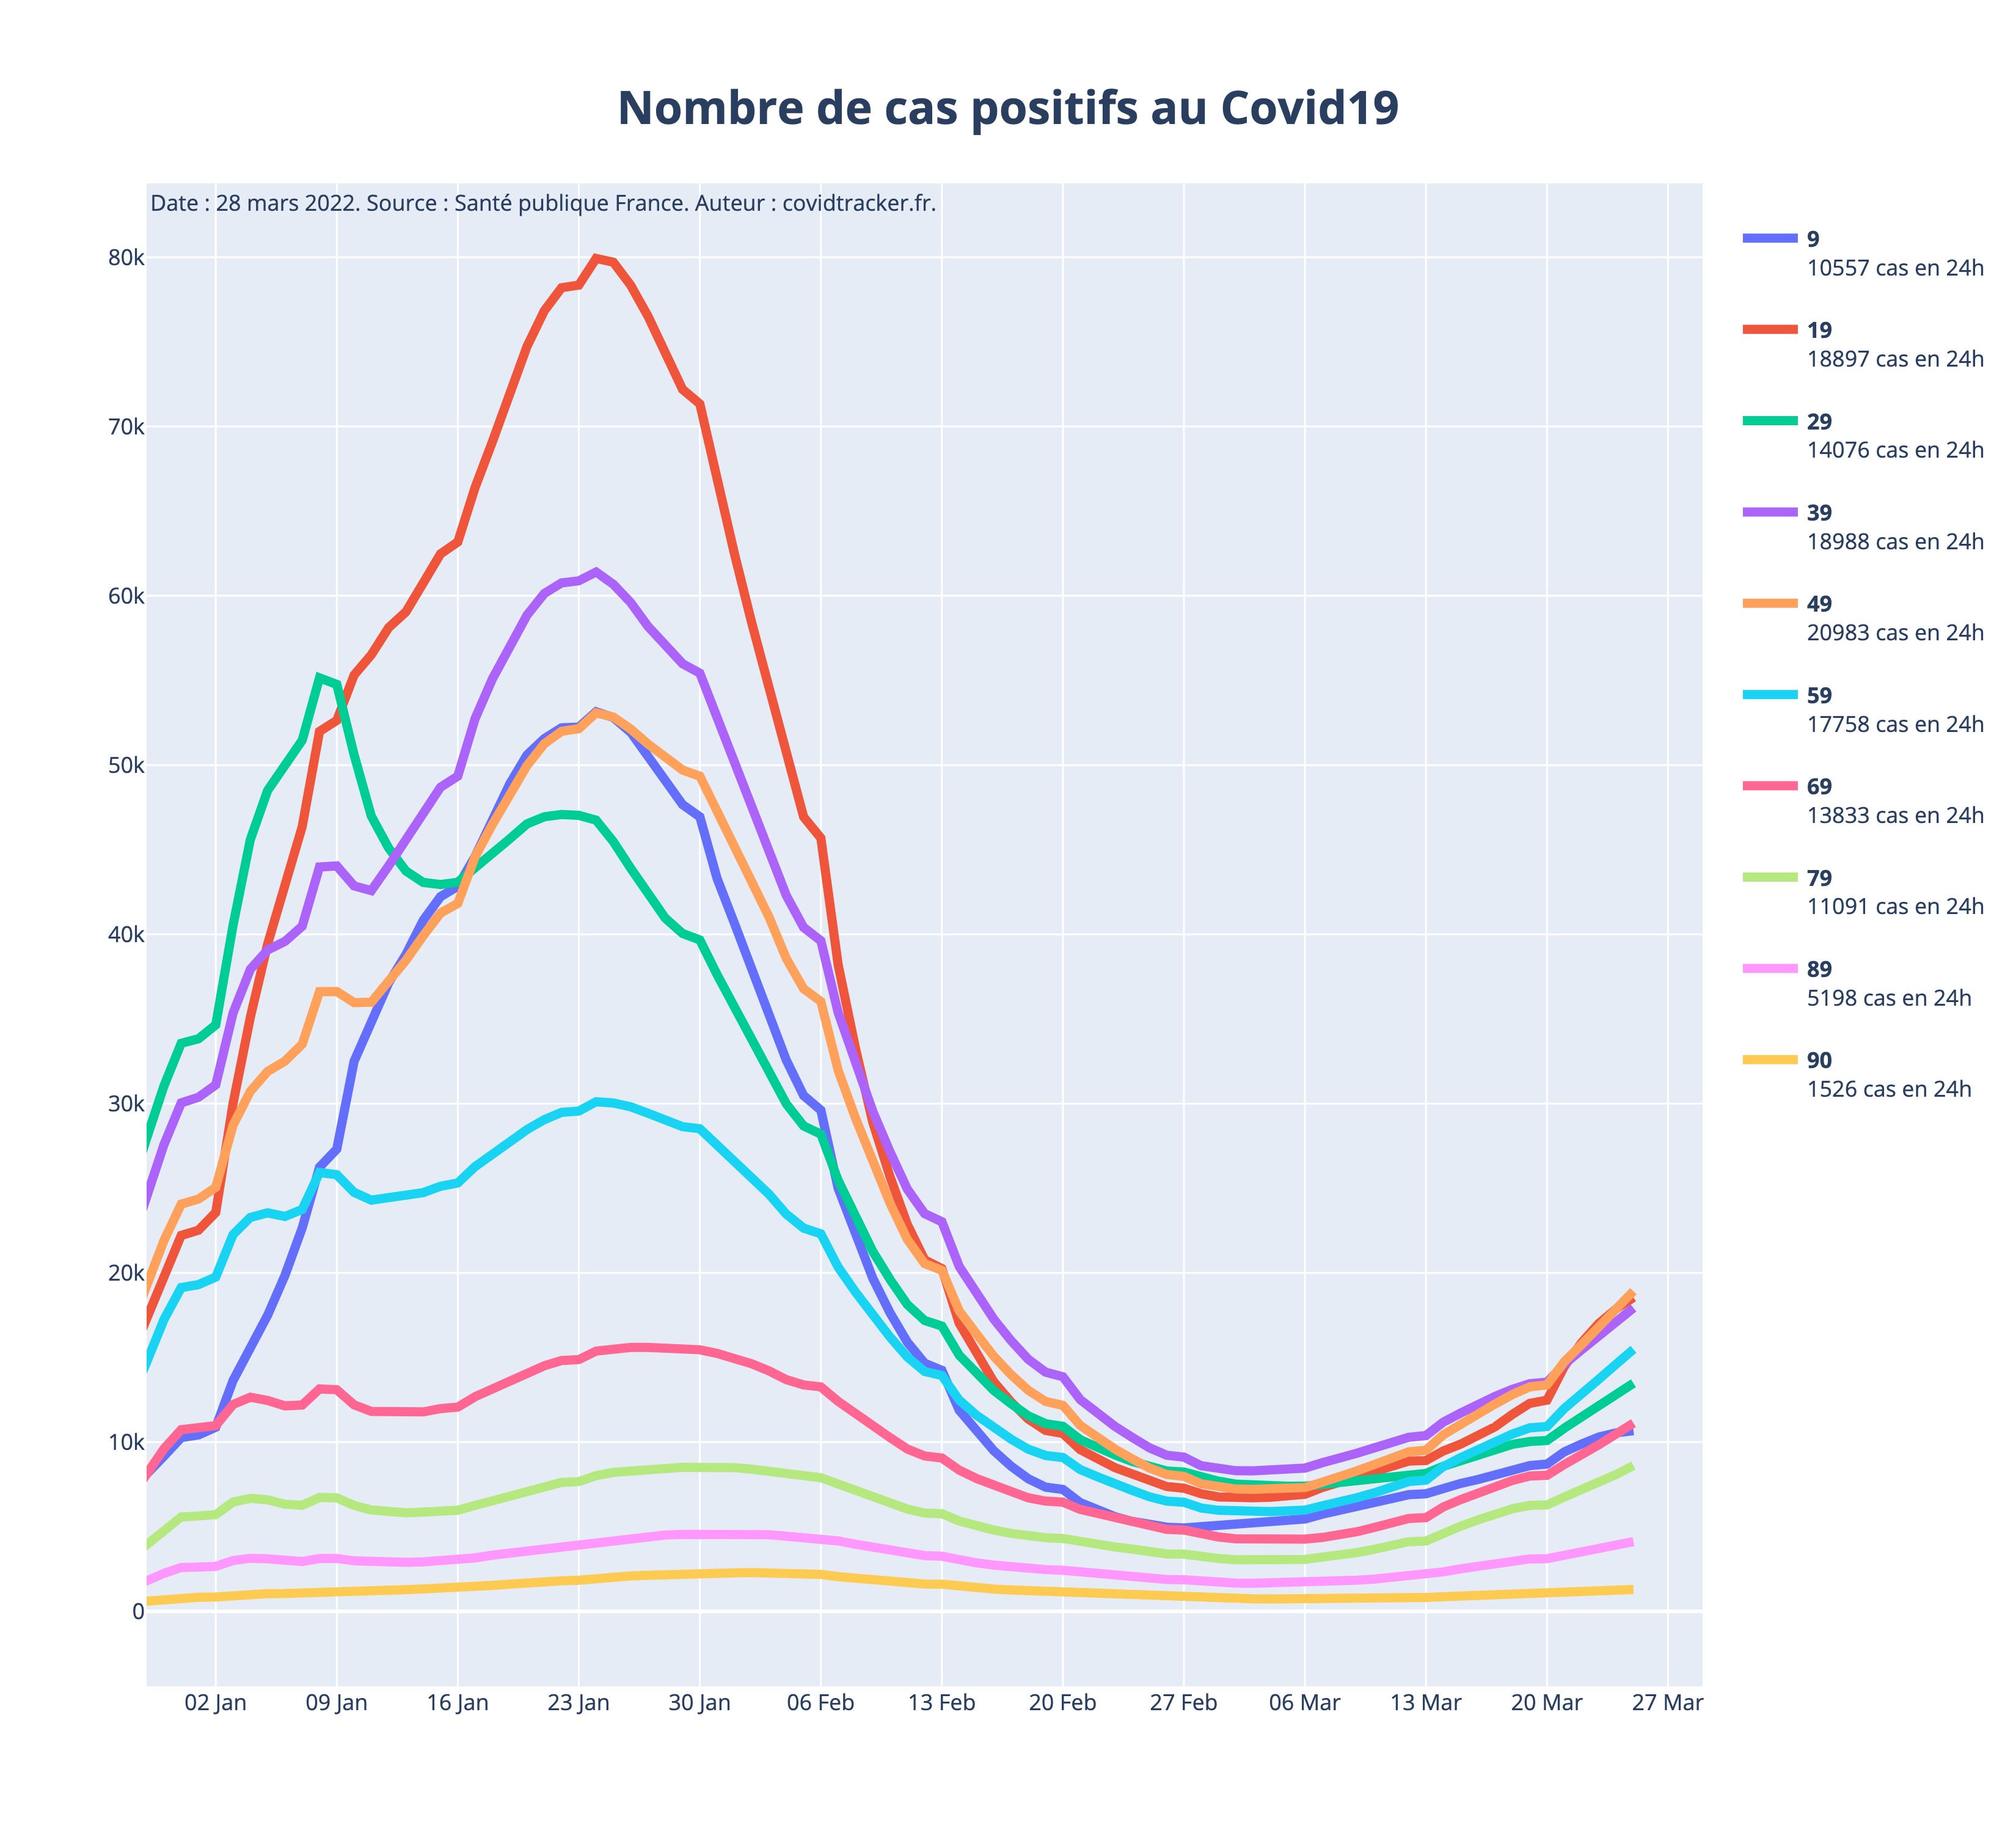 Nombre de cas positifs au Covid19
Date : 28 mars 2022. Source : Santé publique France. Auteur : covidtracker.fr.
80k
70k
60k
50k
40k
30k
20k
10k
0
02 Jan
09 Jan
16 Jan
23 Jan
30 Jan
06 Feb
13 Feb
20 Feb
27 Feb
06 Mar
13 Mar
20 Mar
27 Mar
9
10557 cas en 24h
19
18897 cas en 24h
29
14076 cas en 24h
39
18988 cas en 24h
49
20983 cas en 24h
59
17758 cas en 24h
69
13833 cas en 24h
79
11091 cas en 24h
89
5198 cas en 24h
90
1526 cas en 24h